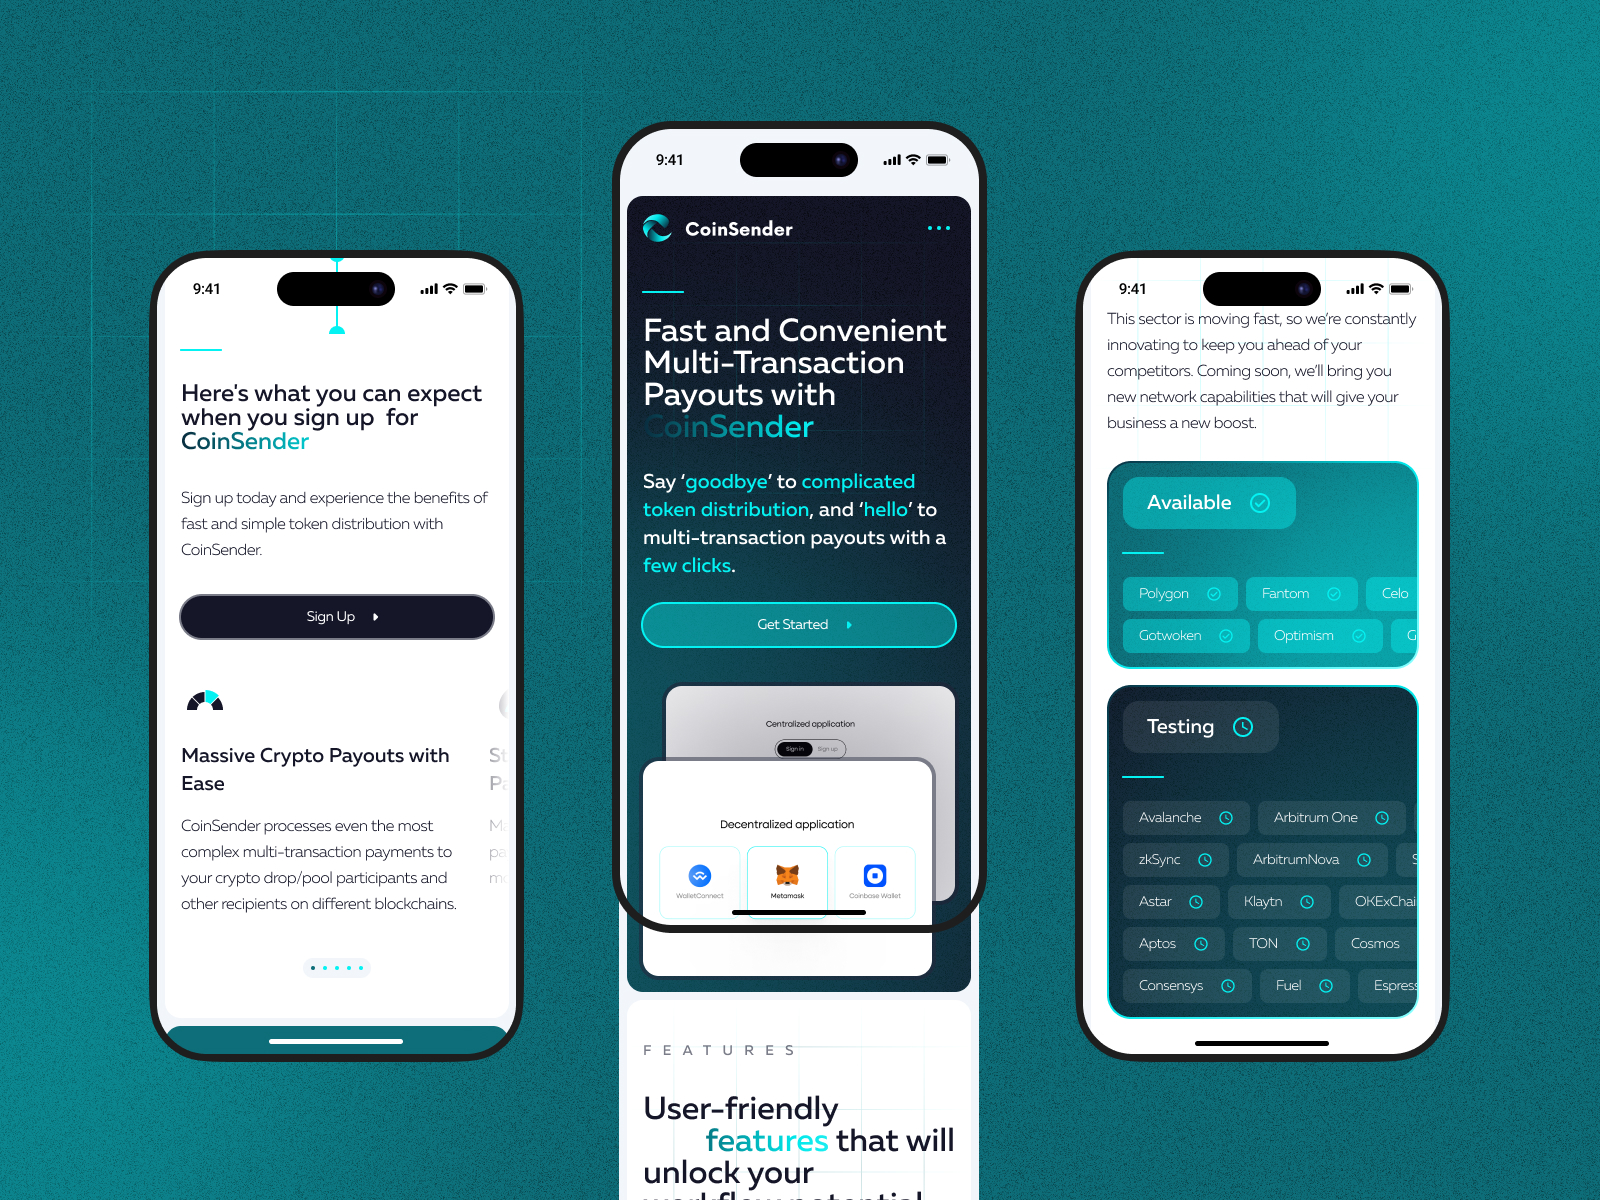 9:41
Here's what you can expect
when you sign up for
CoinSender
Sign up today and experience the benefits of
fast and simple token distribution with
CoinSender.
Sign Up
Massive Crypto Payouts with
Ease
CoinSender processes even the most
complex multi-transaction payments to
your crypto drop/pool participants and
other recipients on different blockchains.
9:41
CoinSender
Fast and Convenient
Multi-Transaction
Payouts with
CoinSender
Say ‘goodbye’ to complicated
token distribution, and ‘hello’ to
multi-transaction payouts with a
few clicks.
Get Started
Centralized application
Sign in Sign up
Decentralized application
WalletConnect Metamask Coinbase Wallet
FEATURES
User-friendly
features that will
unlock your
workflow potential
9:41
This sector is moving fast, so we’re constantly
innovating to keep you ahead of your
competitors. Coming soon, we’ll bring you
new network capabilities that will give your
business a new boost.
Available
Polygon Fantom Celo
Gotwoken Optimism G
Testing
Avalanche Arbitrum One
zkSync ArbitrumNova S
Astar Klaytn OKExChai
Aptos TON Cosmos
Consensys Fuel Espress